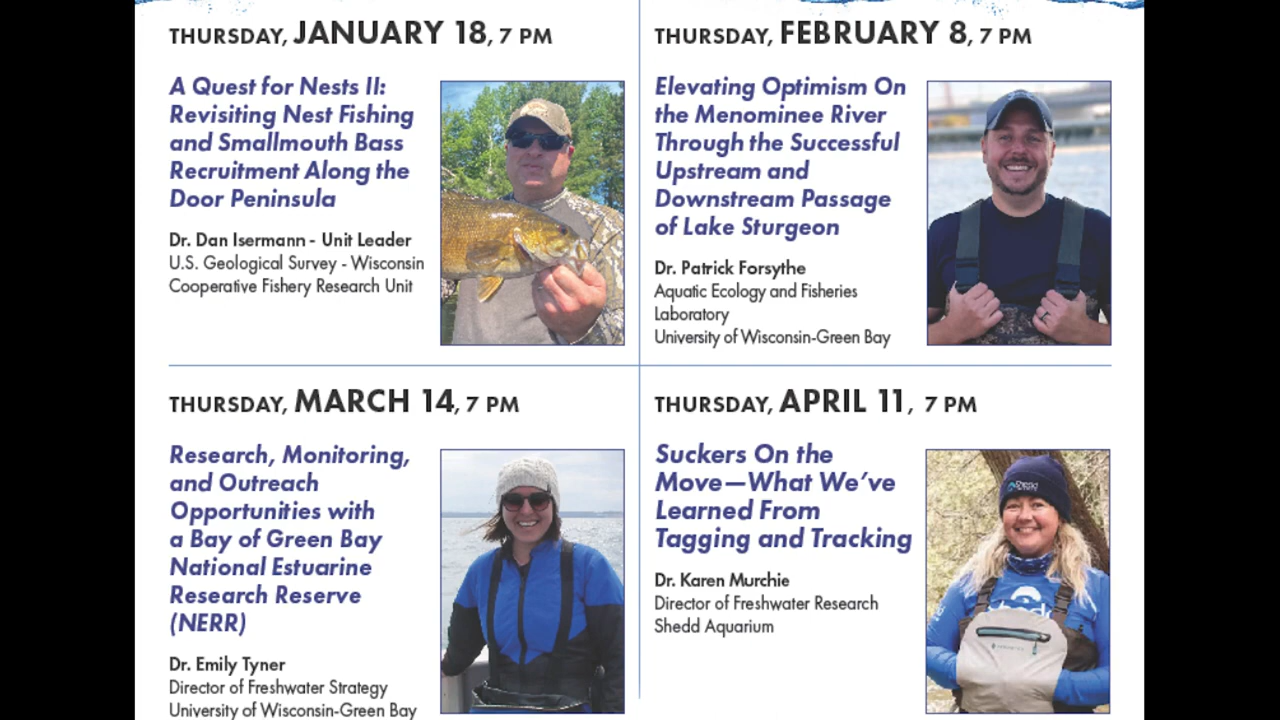 THURSDAY, JANUARY 18, 7 PM
A Quest for Nests II:
Revisiting Nest Fishing
and Smallmouth Bass
Recruitment Along the
Door Peninsula
Dr. Dan Isermann - Unit Leader
U.S. Geological Survey - Wisconsin
Cooperative Fishery Research Unit
THURSDAY, FEBRUARY 8, 7 PM
Elevating Optimism On
the Menominee River
Through the Successful
Upstream and
Downstream Passage
of Lake Sturgeon
Dr. Patrick Forsythe
Aquatic Ecology and Fisheries
Laboratory
University of Wisconsin-Green Bay
THURSDAY, MARCH 14, 7 PM
Research, Monitoring,
and Outreach
Opportunities with
a Bay of Green Bay
National Estuarine
Research Reserve
(NERR)
Dr. Emily Tyner
Director of Freshwater Strategy
University of Wisconsin-Green Bay
THURSDAY, APRIL 11, 7 PM
Suckers On the
Move—What We've
Learned From
Tagging and Tracking
Dr. Karen Murchie
Director of Freshwater Research
Shedd Aquarium